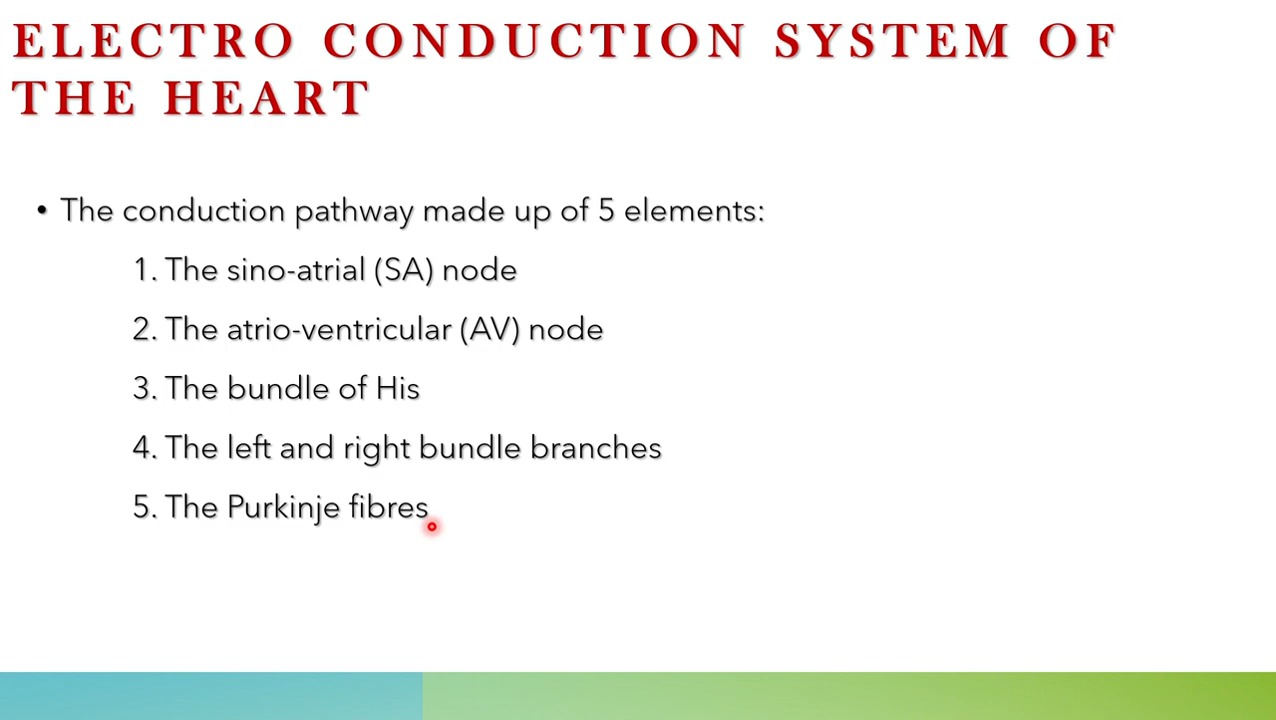 ELECTRO CONDUCTION SYSTEM OF
THE HEART
• The conduction pathway made up of 5 elements:
1. The sino-atrial (SA) node
2. The atrio-ventricular (AV) node
3. The bundle of His
4. The left and right bundle branches
5. The Purkinje fibres